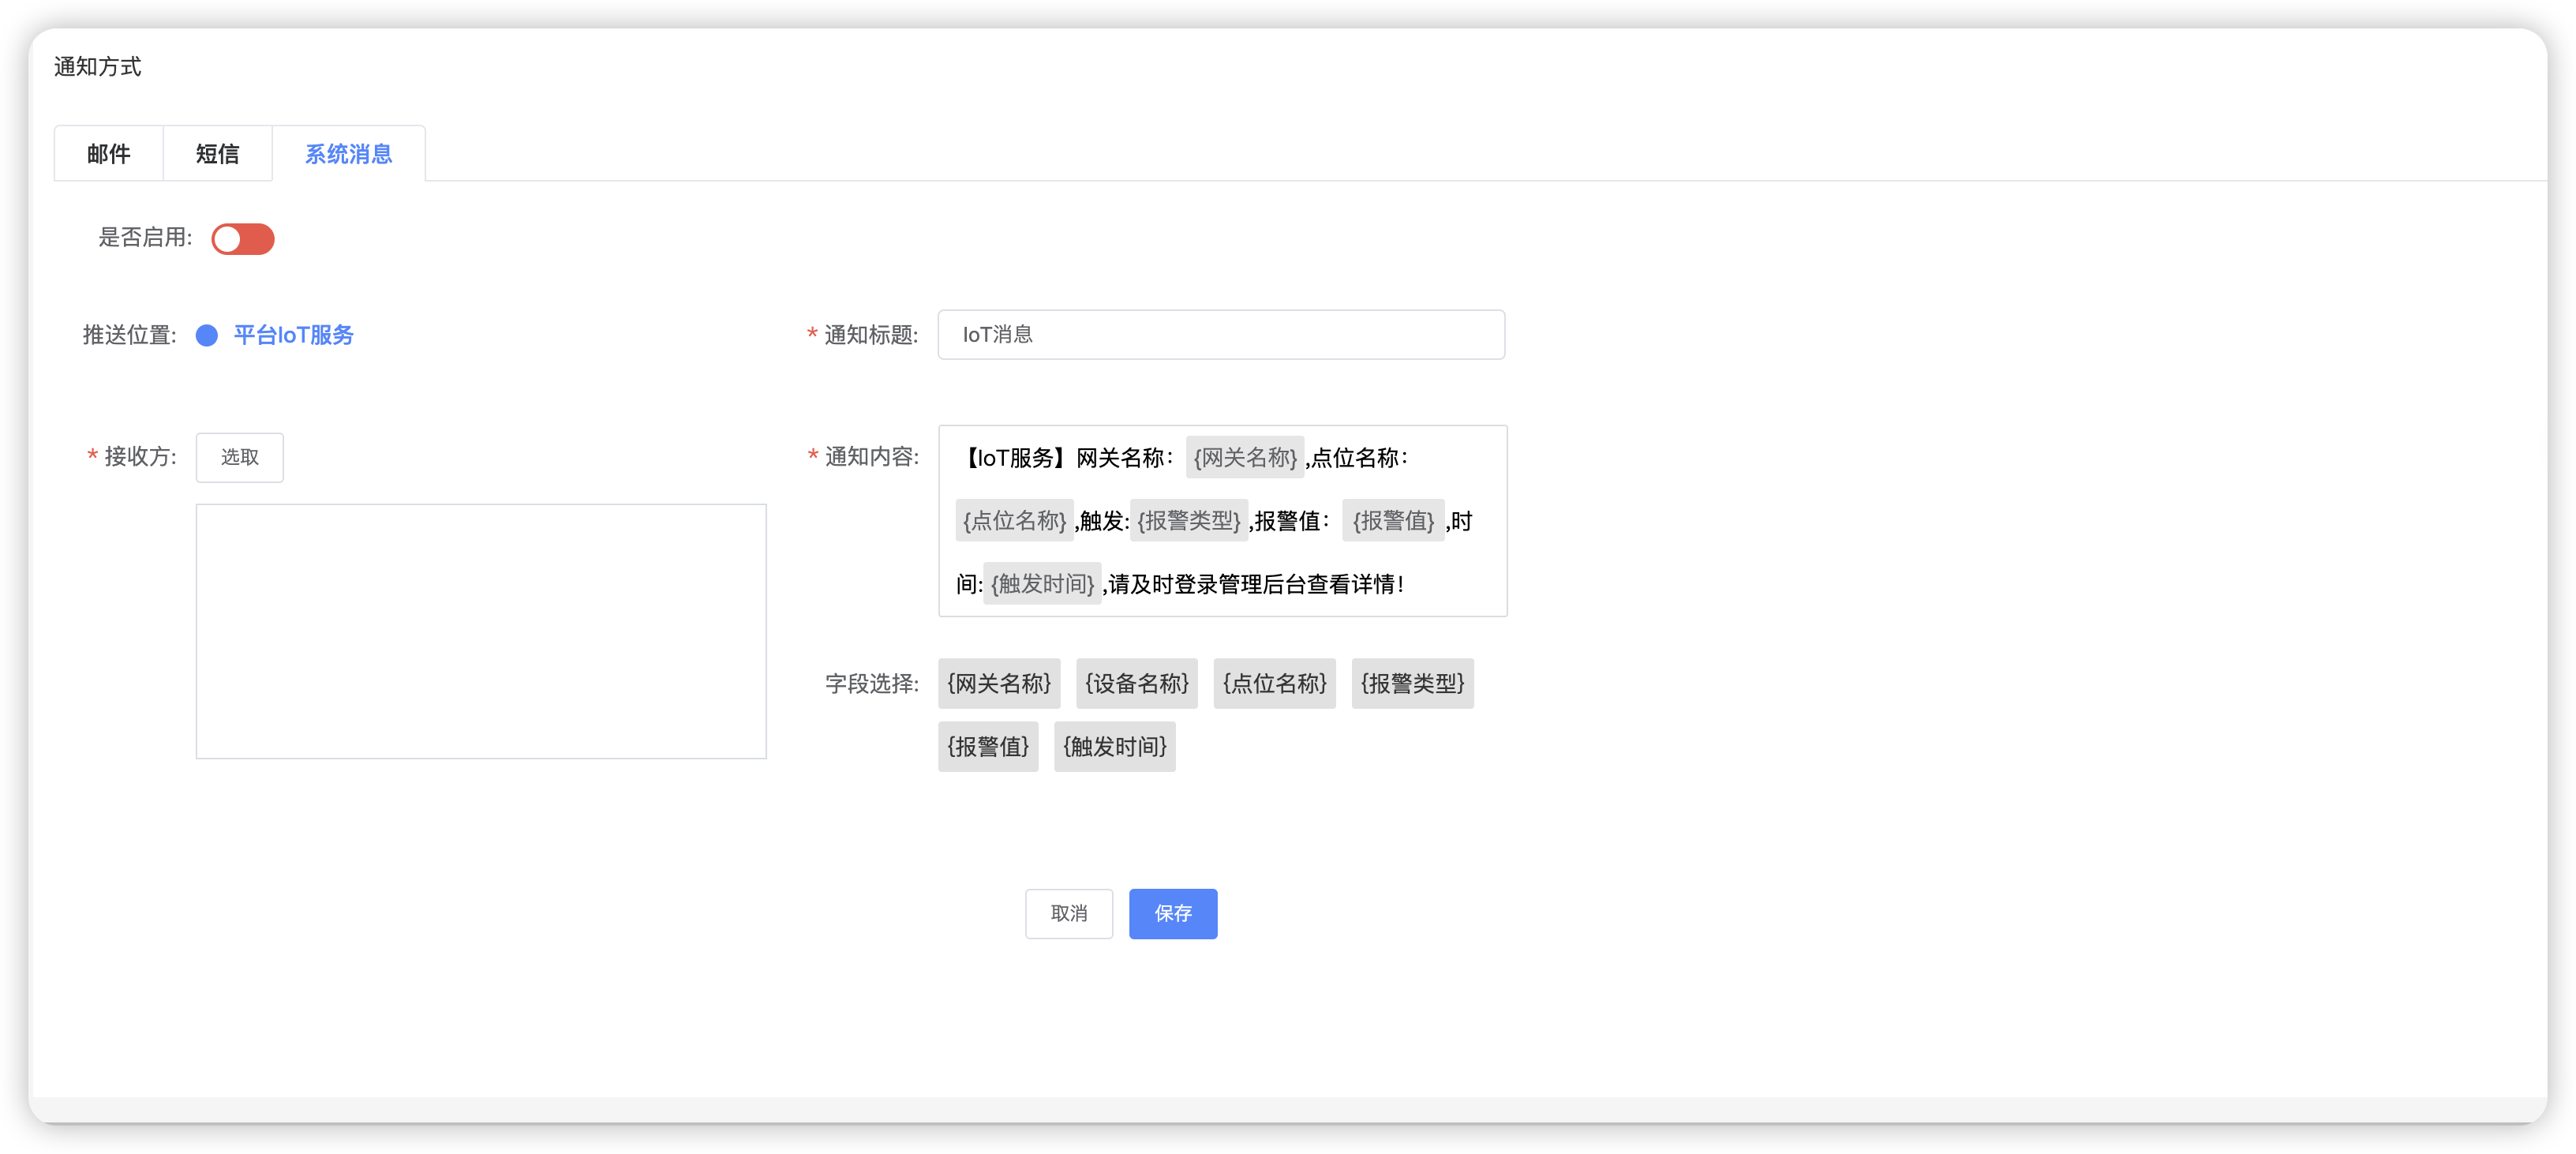 通知方式
邮件 短信 系统消息
是否启用:
推送位置: 平台IoT服务
* 通知标题: IoT消息
* 接收方: 选取
* 通知内容: 【IoT服务】网关名称： {网关名称} ,点位名称：
{点位名称} ,触发: {报警类型} ,报警值： {报警值} ,时
间: {触发时间} ,请及时登录管理后台查看详情！
字段选择: {网关名称} {设备名称} {点位名称} {报警类型}
{报警值} {触发时间}
取消 保存